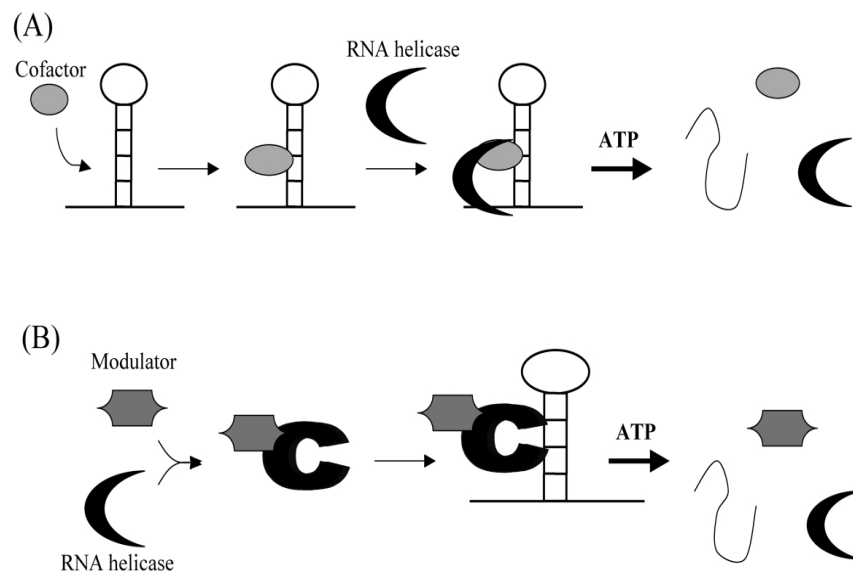 (A)
Cofactor
RNA helicase
ATP
(B)
Modulator
RNA helicase
ATP